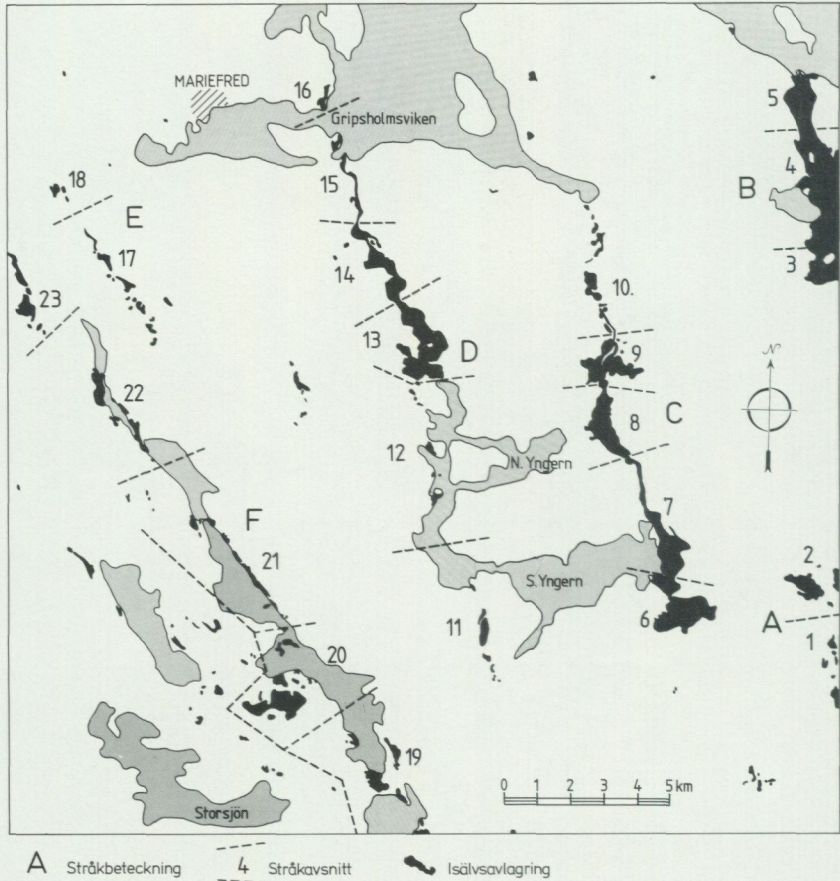 MARIEFRED
16
Gripsholmsviken
5
4
B
3
18
E
15
17
23
14
10.
13
D
9
22
8
C
12
N. Yngern
N
F
7
21
S. Yngern
2
11
6
A
1
20
19
0 1 2 3 4 5 km
Storsjön
A Stråkbeteckning 4 Stråkavsnitt Isälvsavlagring